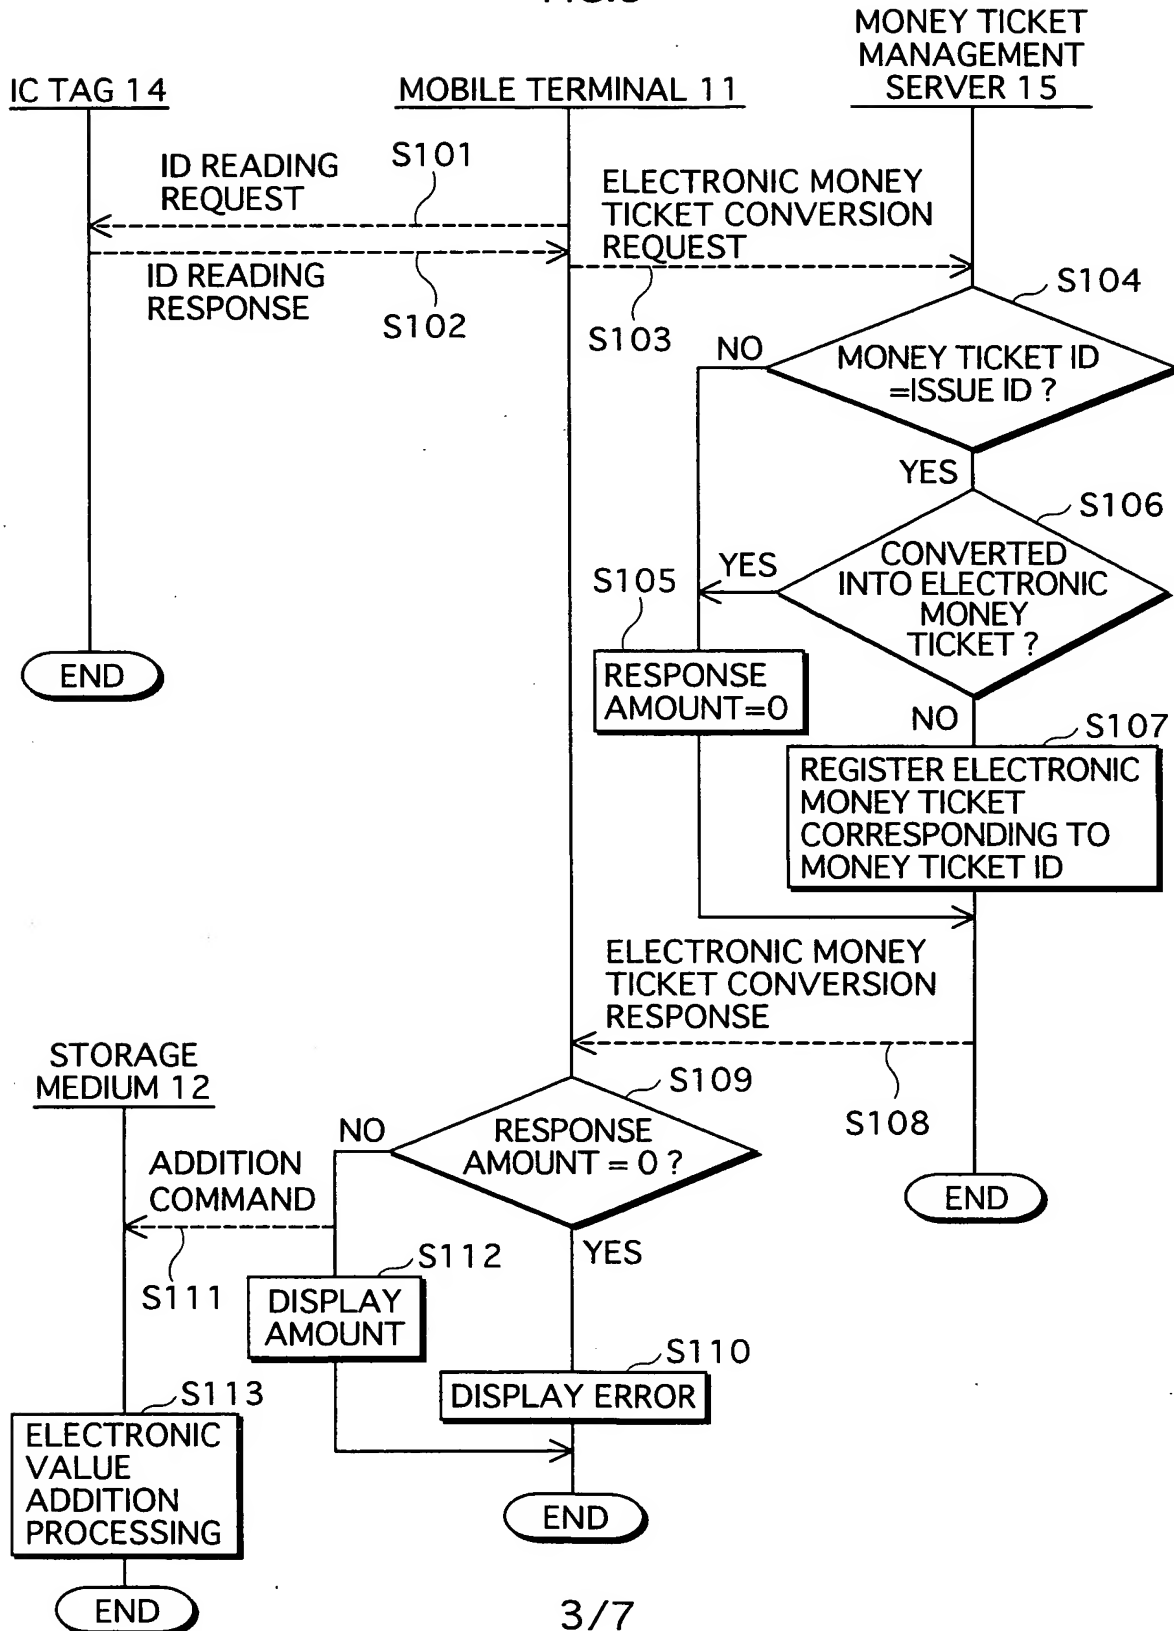 MONEY TICKET
MANAGEMENT
SERVER 15
IC TAG 14
MOBILE TERMINAL 11
ID READING
REQUEST
S101
ELECTRONIC MONEY
TICKET CONVERSION
REQUEST
ID READING
RESPONSE
S102
S103
S104
NO
MONEY TICKET ID
=ISSUE ID ?
YES
S106
S105
YES
CONVERTED
INTO ELECTRONIC
MONEY
TICKET ?
END
RESPONSE
AMOUNT=0
NO
S107
REGISTER ELECTRONIC
MONEY TICKET
CORRESPONDING TO
MONEY TICKET ID
ELECTRONIC MONEY
TICKET CONVERSION
RESPONSE
STORAGE
MEDIUM 12
S109
S108
NO
RESPONSE
AMOUNT = 0 ?
ADDITION
COMMAND
END
S111
S112
YES
DISPLAY
AMOUNT
S110
DISPLAY ERROR
S113
ELECTRONIC
VALUE
ADDITION
PROCESSING
END
END
3/7